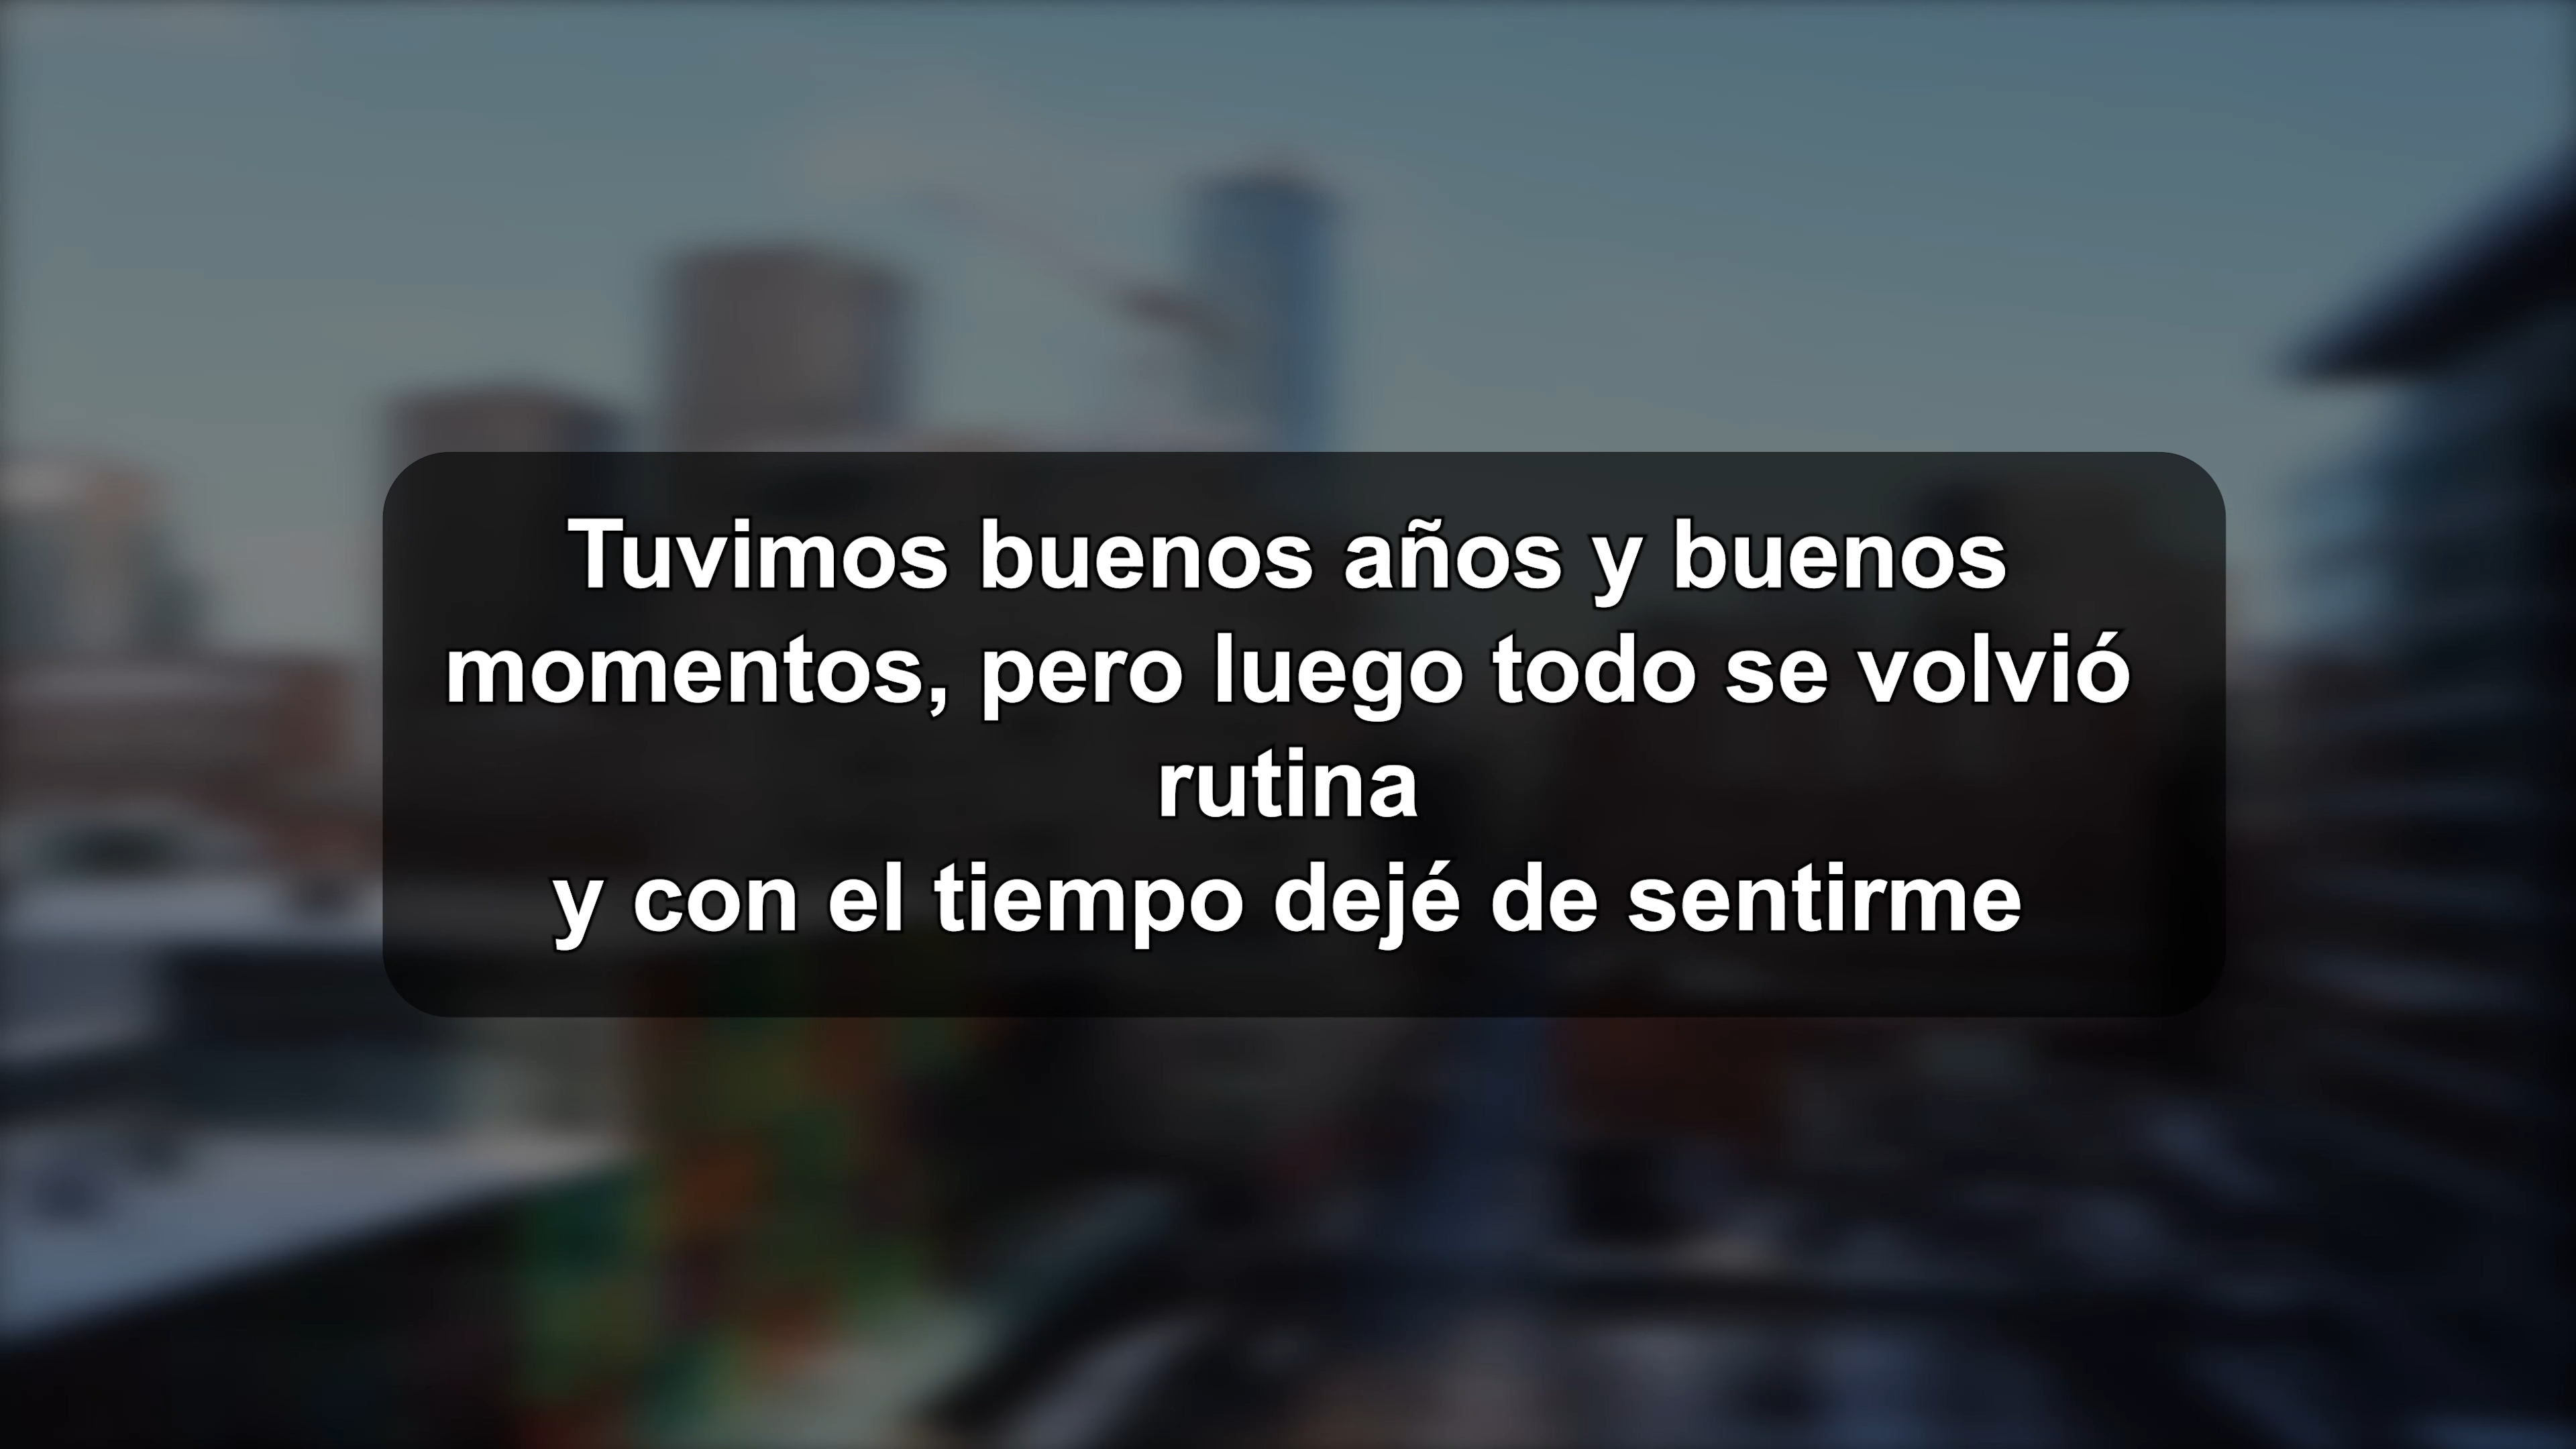 Tuvimos buenos años y buenos
momentos, pero luego todo se volvió
rutina
y con el tiempo dejé de sentirme